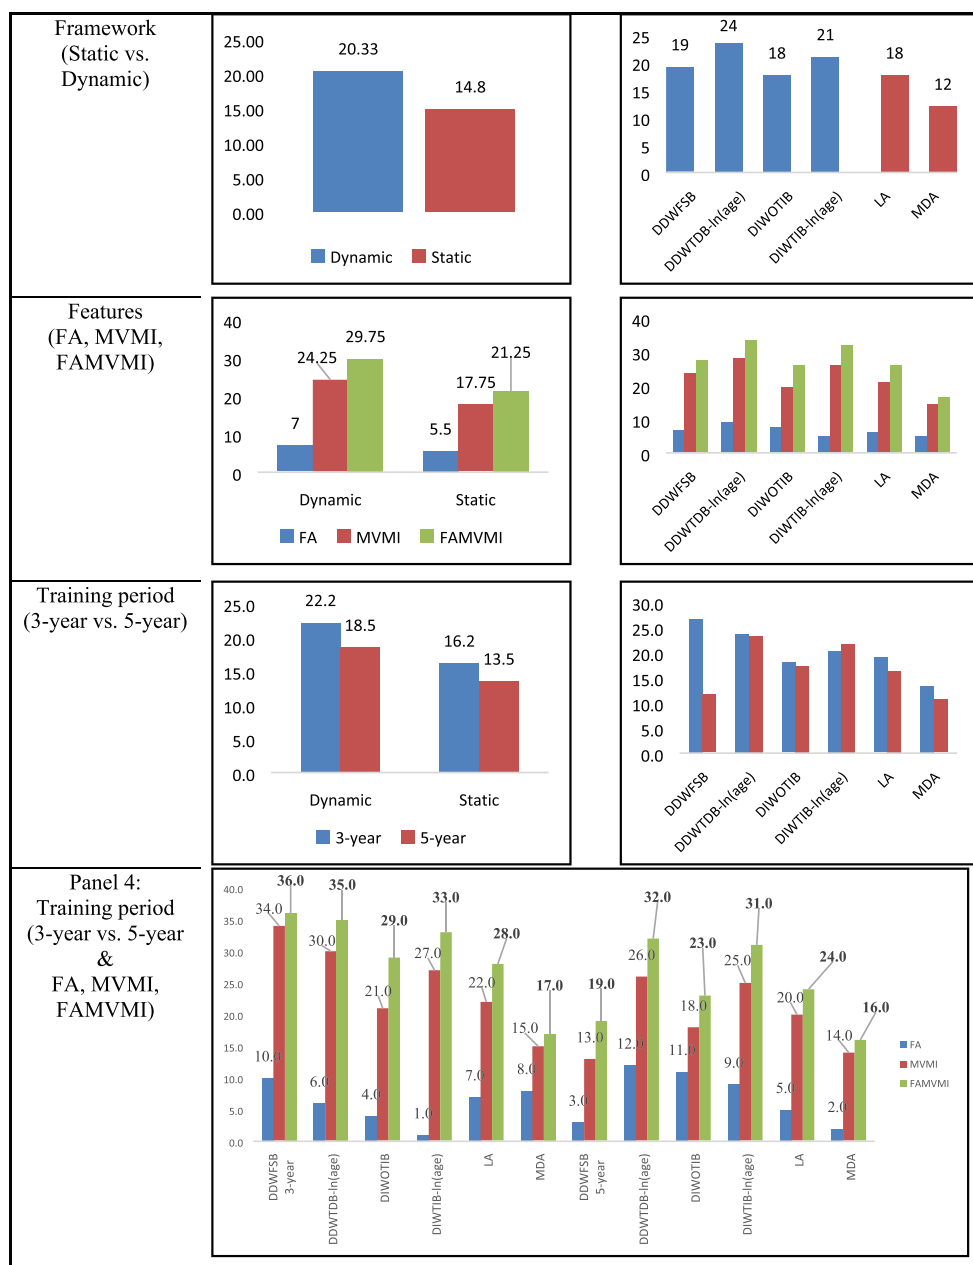 Framework
(Static vs.
Dynamic)
25.00
20.00
15.00
10.00
5.00
0.00
20.33
14.8
Dynamic
Static
25
20
15
10
5
0
19
24
18
21
18
12
DDWFSB
DDWTDB-ln(age)
DIWOTIB
DIWTIB-ln(age)
LA
MDA
Features
(FA, MVMI,
FAMVMI)
40
30
20
10
0
7
24.25
29.75
5.5
17.75
21.25
Dynamic
Static
FA
MVMI
FAMVMI
40
30
20
10
0
DDWFSB
DDWTDB-ln(age)
DIWOTIB
DIWTIB-ln(age)
LA
MDA
Training period
(3-year vs. 5-year)
25.0
20.0
15.0
10.0
5.0
0.0
22.2
18.5
16.2
13.5
Dynamic
Static
3-year
5-year
30.0
25.0
20.0
15.0
10.0
5.0
0.0
DDWFSB
DDWTDB-ln(age)
DIWOTIB
DIWTIB-ln(age)
LA
MDA
Panel 4:
Training period
(3-year vs. 5-year
&
FA, MVMI,
FAMVMI)
40.0
35.0
30.0
25.0
20.0
15.0
10.0
5.0
0.0
10.0
34.0
36.0
6.0
30.0
35.0
4.0
21.0
29.0
1.0
27.0
33.0
7.0
22.0
28.0
8.0
15.0
17.0
3.0
13.0
19.0
12.0
26.0
32.0
11.0
18.0
23.0
9.0
25.0
31.0
5.0
20.0
24.0
2.0
14.0
16.0
DDWFSB
3-year
DDWTDB-ln(age)
DIWOTIB
DIWTIB-ln(age)
LA
MDA
DDWFSB
5-year
DDWTDB-ln(age)
DIWOTIB
DIWTIB-ln(age)
LA
MDA
FA
MVMI
FAMVMI